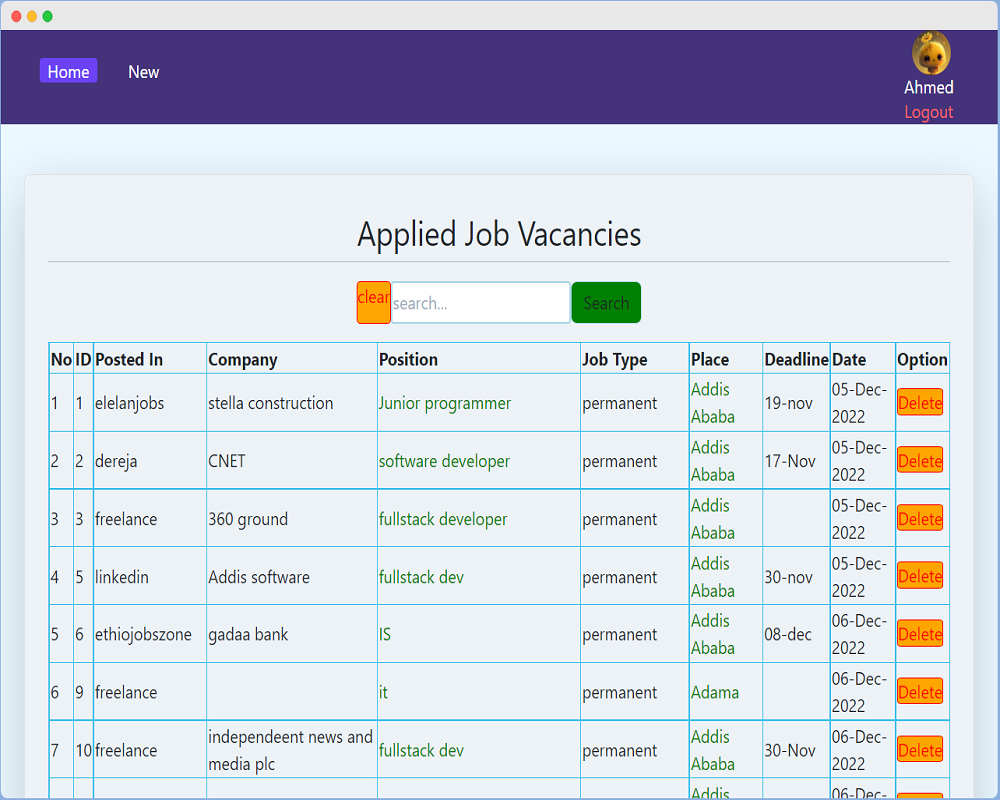 Home New
Ahmed
Logout
Applied Job Vacancies
clear search... Search
No ID Posted In Company Position Job Type Place Deadline Date Option
1 1 elelanjobs stella construction Junior programmer permanent Addis Ababa 19-nov 05-Dec-2022 Delete
2 2 dereja CNET software developer permanent Addis Ababa 17-Nov 05-Dec-2022 Delete
3 3 freelance 360 ground fullstack developer permanent Addis Ababa 05-Dec-2022 Delete
4 5 linkedin Addis software fullstack dev permanent Addis Ababa 30-nov 05-Dec-2022 Delete
5 6 ethiojobszone gadaa bank IS permanent Addis Ababa 08-dec 06-Dec-2022 Delete
6 9 freelance it permanent Adama 06-Dec-2022 Delete
7 10 freelance independeent news and media plc fullstack dev permanent Addis Ababa 30-Nov 06-Dec-2022 Delete
Addis 06-Dec-